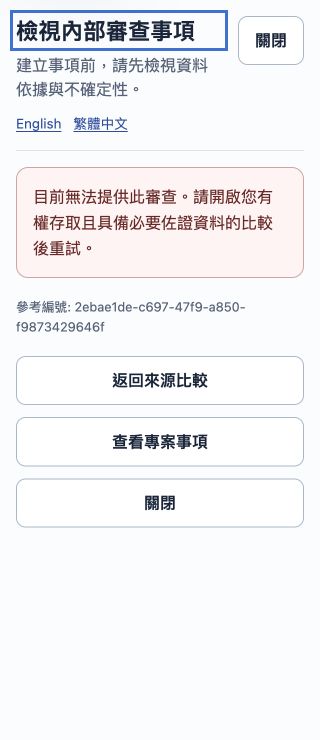 檢視內部審查事項
關閉
建立事項前，請先檢視資料
依據與不確定性。
English 繁體中文
目前無法提供此審查。請開啟您有
權存取且具備必要佐證資料的比較
後重試。
參考編號: 2ebae1de-c697-47f9-a850-
f9873429646f
返回來源比較
查看專案事項
關閉